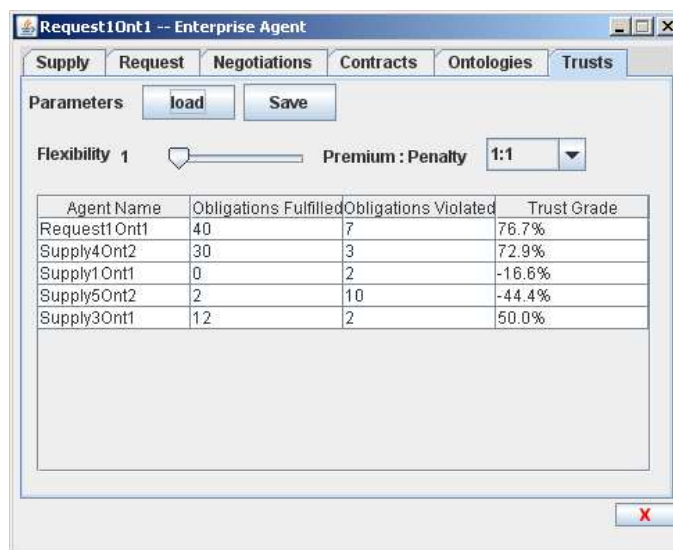 Request1Ont1 -- Enterprise Agent
Supply Request Negotiations Contracts Ontologies Trusts
Parameters load Save
Flexibility 1 Premium : Penalty 1:1
Agent Name Obligations Fulfilled Obligations Violated Trust Grade
Request1Ont1 40 7 76.7%
Supply4Ont2 30 3 72.9%
Supply1Ont1 0 2 -16.6%
Supply5Ont2 2 10 -44.4%
Supply3Ont1 12 2 50.0%
X